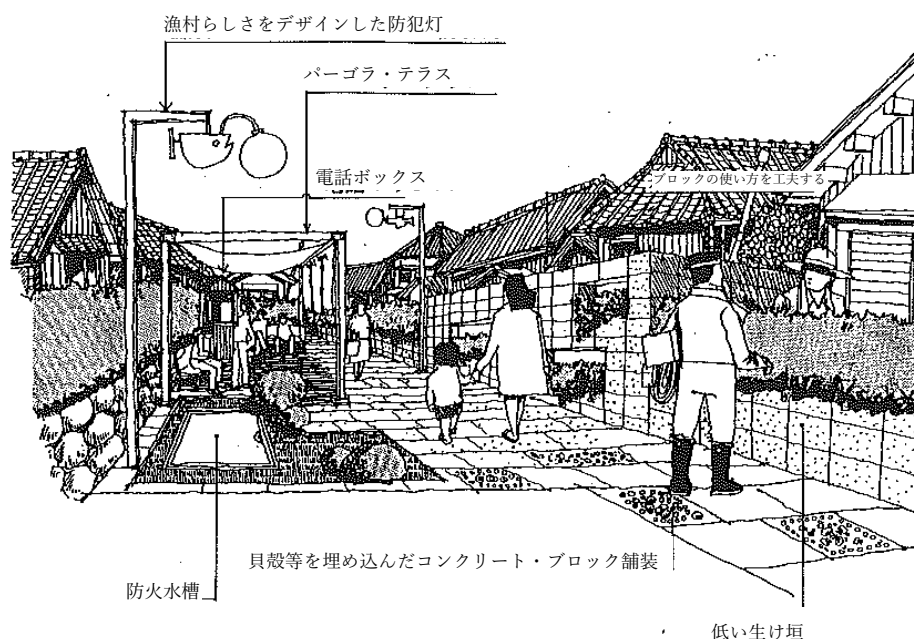 漁村らしさをデザインした防犯灯
パーゴラ・テラス
電話ボックス
ブロックの使い方を工夫する
貝殻等を埋め込んだコンクリート・ブロック舗装
防火水槽
低い生け垣